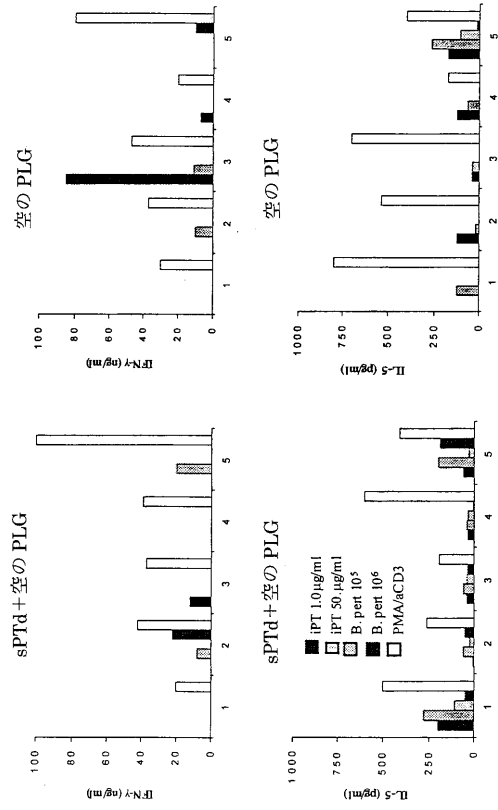 sPTd＋空の PLG
IFN-γ (ng/ml)
100
80
60
40
20
0
1 2 3 4 5
空の PLG
IFN-γ (ng/ml)
100
80
60
40
20
0
1 2 3 4 5
sPTd＋空の PLG
IL-5 (pg/ml)
1000
750
500
250
0
iPT 1.0 µg/ml
iPT 50. µg/ml
B. pert 10⁵
B. pert 10⁶
PMA/aCD3
1 2 3 4 5
空の PLG
IL-5 (pg/ml)
1000
750
500
250
0
1 2 3 4 5